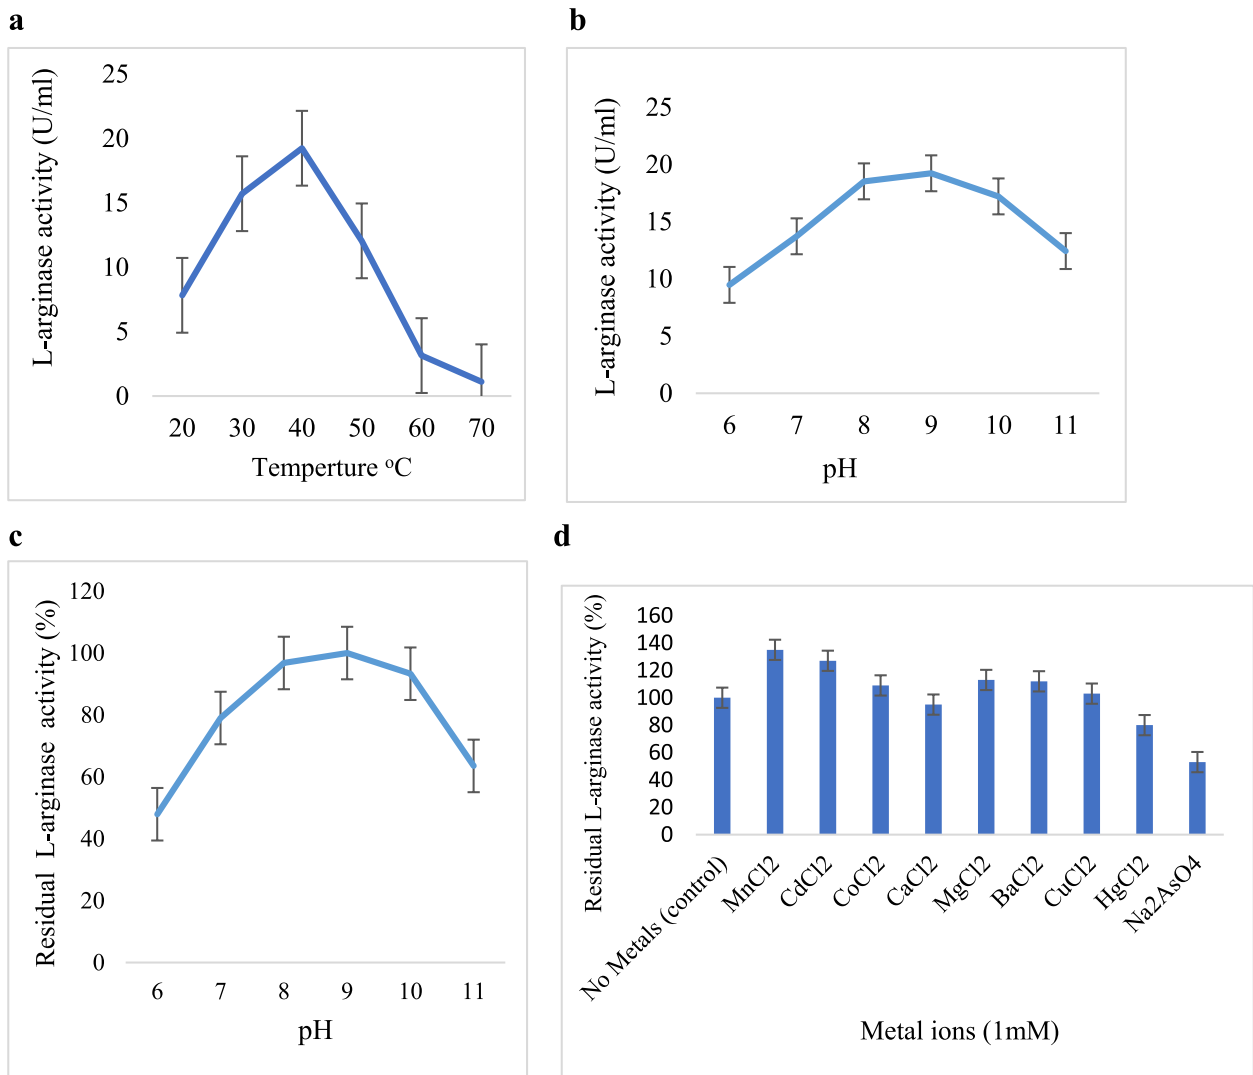 a
L-arginase activity (U/ml)
25
20
15
10
5
0
20 30 40 50 60 70
Temperture ᵒC
b
L-arginase activity (U/ml)
25
20
15
10
5
0
6 7 8 9 10 11
pH
c
Residual L-arginase activity (%)
120
100
80
60
40
20
0
6 7 8 9 10 11
pH
d
Residual L-arginase activity (%)
160
140
120
100
80
60
40
20
0
No Metals (control)
MnCl2
CdCl2
CoCl2
CaCl2
MgCl2
BaCl2
CuCl2
HgCl2
Na2AsO4
Metal ions (1mM)